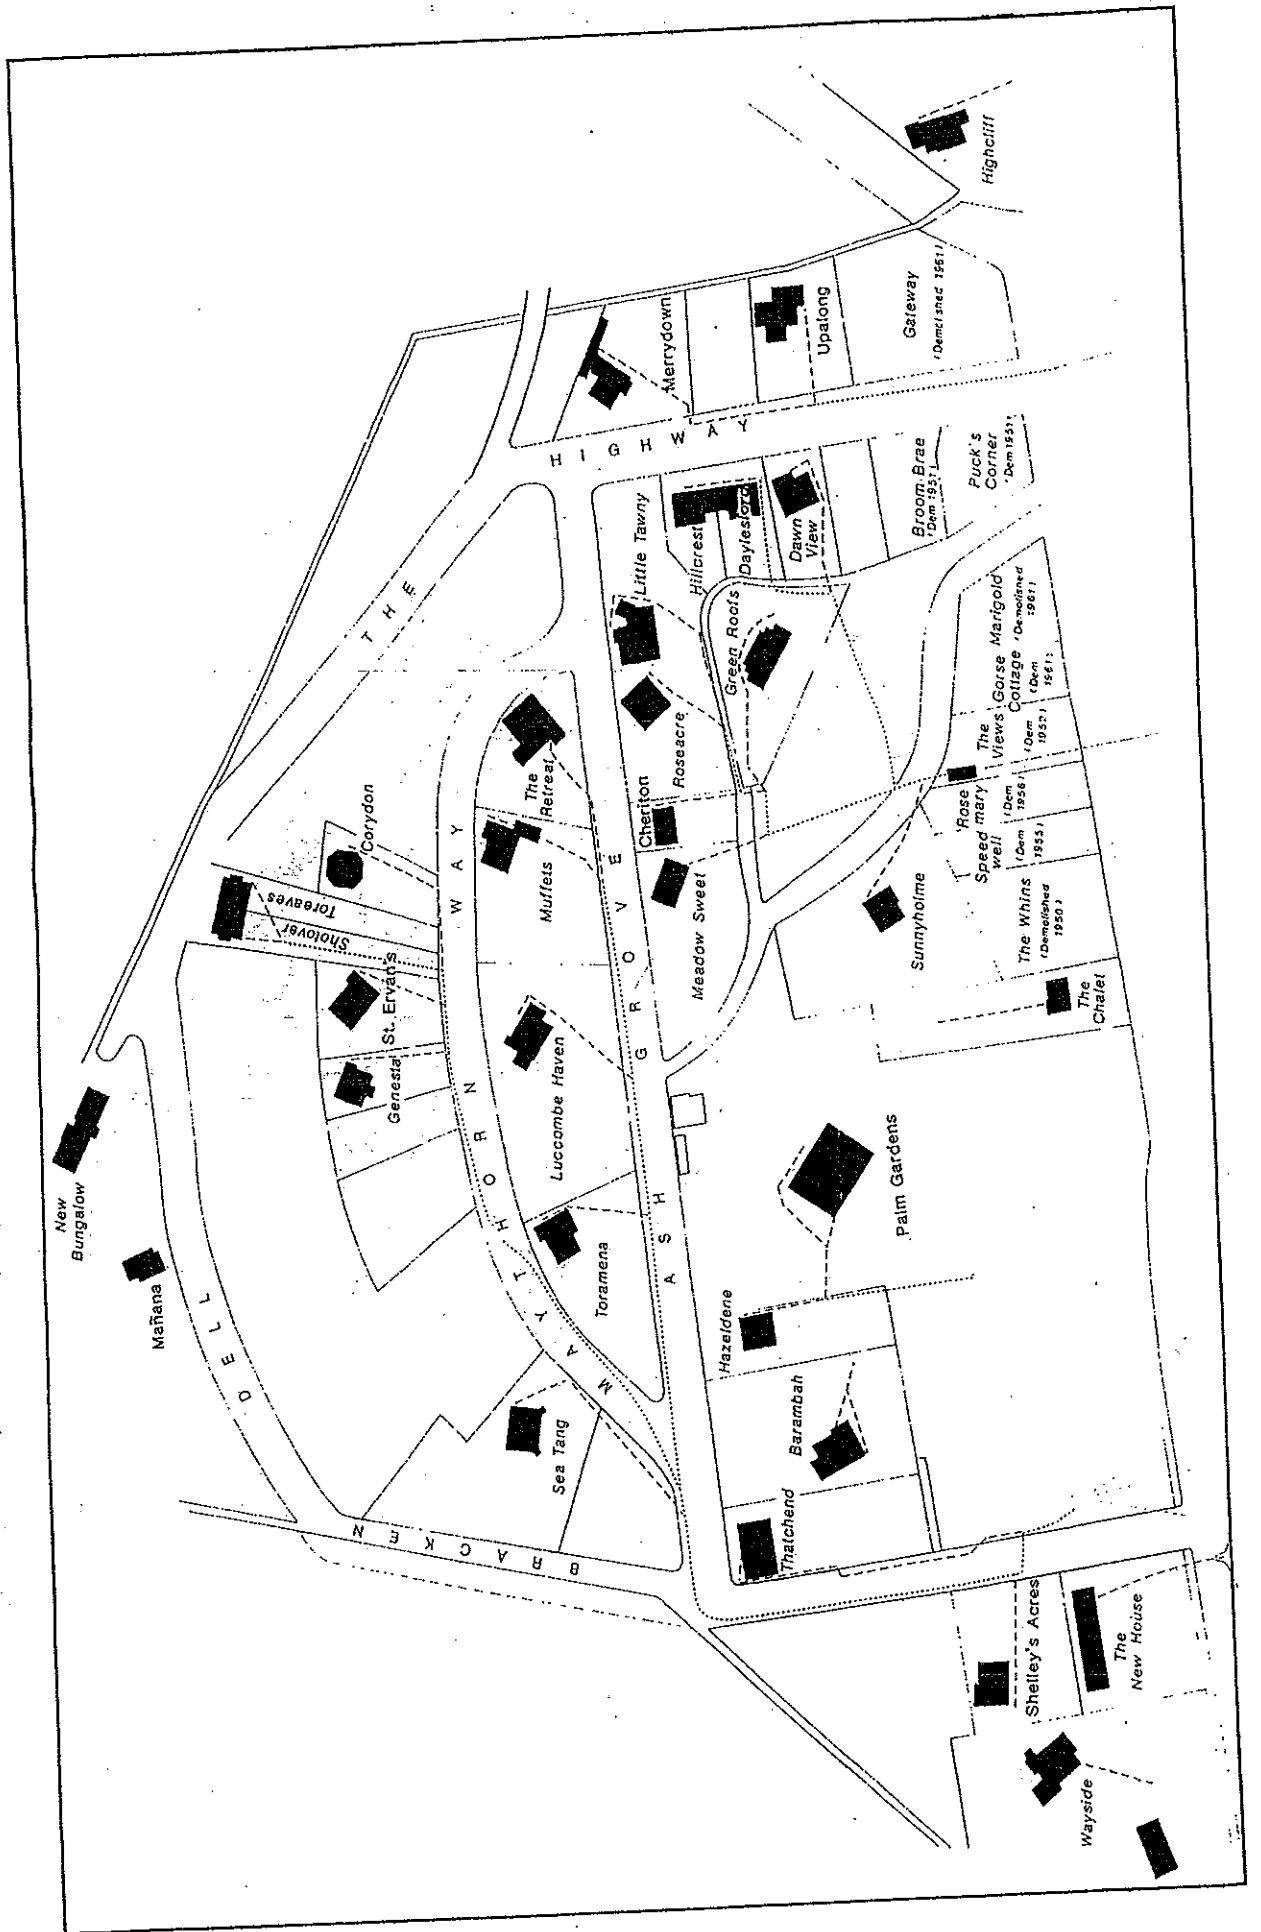 Highcliff
Gateway
(Demolished 1961)
Upalong
Merrydown
THE
HIGHWAY
Puck's
Corner
(Dem 1951)
Broom Brae
(Dem 1951)
Dawn
View
Daylesford
Hillcrest
Little Tawny
Green Roofs
Roseacre
Cheriton
Meadow Sweet
Marigold
(Demolished
1961)
Gorse
Cottage
(Dem
1961)
The
Views
(Dem
1952)
Rose
mary
(Dem
1956)
Speed
well
(Dem
1955)
The Whins
(Demolished
1950)
The
Chalet
Sunnyholme
The
Retreat
Muffets
Luccombe Haven
Toramena
Corydon
Toreaves
Shotover
St. Ervan's
Genesta
MAYTHORN WAY
ASH GROVE
BRACKEN DELL
New
Bungalow
Mañana
Sea Tang
Palm Gardens
Hazeldene
Barambah
Thatchend
Shelley's Acres
The
New House
Wayside